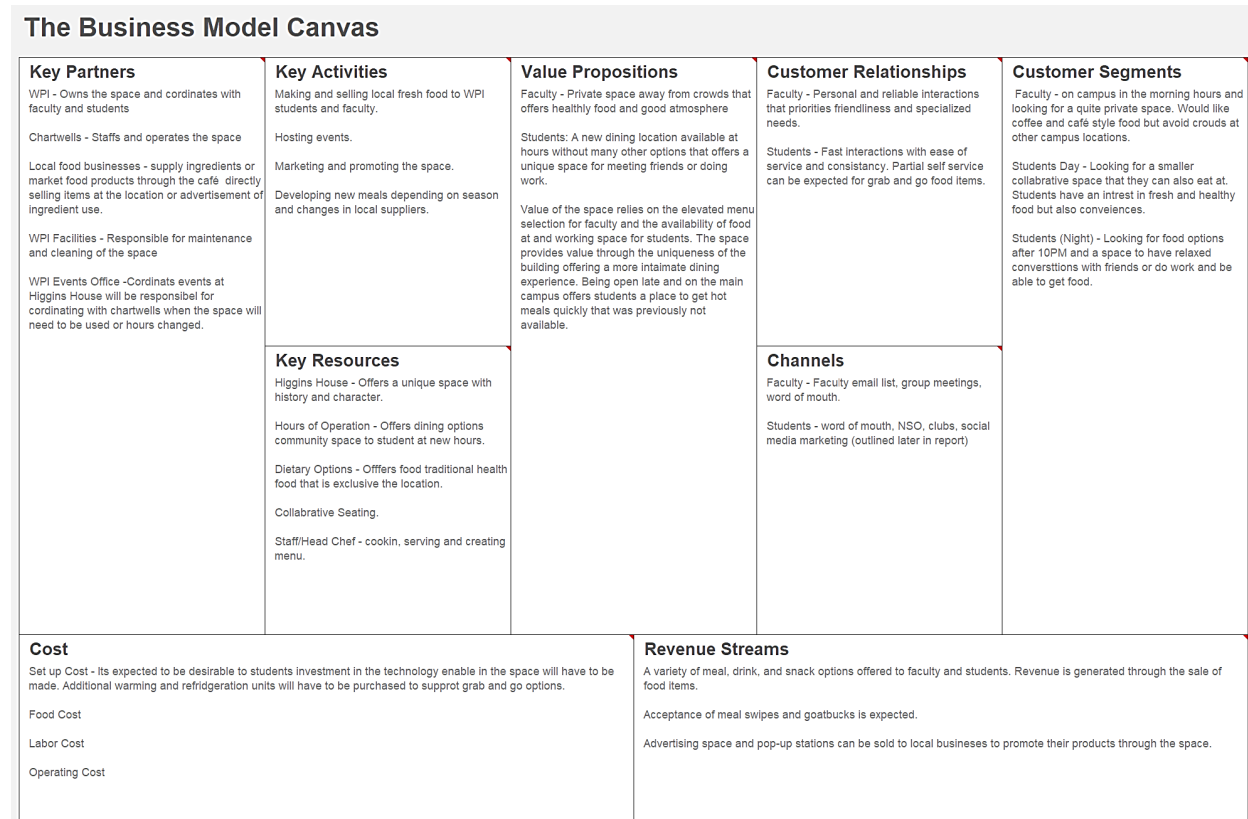 The Business Model Canvas
Key Partners
WPI - Owns the space and cordinates with
faculty and students
Chartwells - Staffs and operates the space
Local food businesses - supply ingredients or
market food products through the café  directly
selling items at the location or advertisement of
ingredient use.
WPI Facilities - Responsible for maintenance
and cleaning of the space
WPI Events Office -Cordinats events at
Higgins House will be responsibel for
cordinating with chartwells when the space will
need to be used or hours changed.
Key Activities
Making and selling local fresh food to WPI
students and faculty.
Hosting events.
Marketing and promoting the space.
Developing new meals depending on season
and changes in local suppliers.
Key Resources
Higgins House - Offers a unique space with
history and character.
Hours of Operation - Offers dining options
community space to student at new hours.
Dietary Options - Offfers food traditional health
food that is exclusive the location.
Collabrative Seating.
Staff/Head Chef - cookin, serving and creating
menu.
Value Propositions
Faculty - Private space away from crowds that
offers healthly food and good atmosphere
Students: A new dining location available at
hours without many other options that offers a
unique space for meeting friends or doing
work.
Value of the space relies on the elevated menu
selection for faculty and the availability of food
at and working space for students. The space
provides value through the uniqueness of the
building offering a more intaimate dining
experience. Being open late and on the main
campus offers students a place to get hot
meals quickly that was previously not
available.
Customer Relationships
Faculty - Personal and reliable interactions
that priorities friendliness and specialized
needs.
Students - Fast interactions with ease of
service and consistancy. Partial self service
can be expected for grab and go food items.
Channels
Faculty - Faculty email list, group meetings,
word of mouth.
Students - word of mouth, NSO, clubs, social
media marketing (outlined later in report)
Customer Segments
Faculty - on campus in the morning hours and
looking for a quite private space. Would like
coffee and café style food but avoid crouds at
other campus locations.
Students Day - Looking for a smaller
collabrative space that they can also eat at.
Students have an intrest in fresh and healthy
food but also conveiences.
Students (Night) - Looking for food options
after 10PM and a space to have relaxed
conversttions with friends or do work and be
able to get food.
Cost
Set up Cost - Its expected to be desirable to students investment in the technology enable in the space will have to be
made. Additional warming and refridgeration units will have to be purchased to supprot grab and go options.
Food Cost
Labor Cost
Operating Cost
Revenue Streams
A variety of meal, drink, and snack options offered to faculty and students. Revenue is generated through the sale of
food items.
Acceptance of meal swipes and goatbucks is expected.
Advertising space and pop-up stations can be sold to local busineses to promote their products through the space.